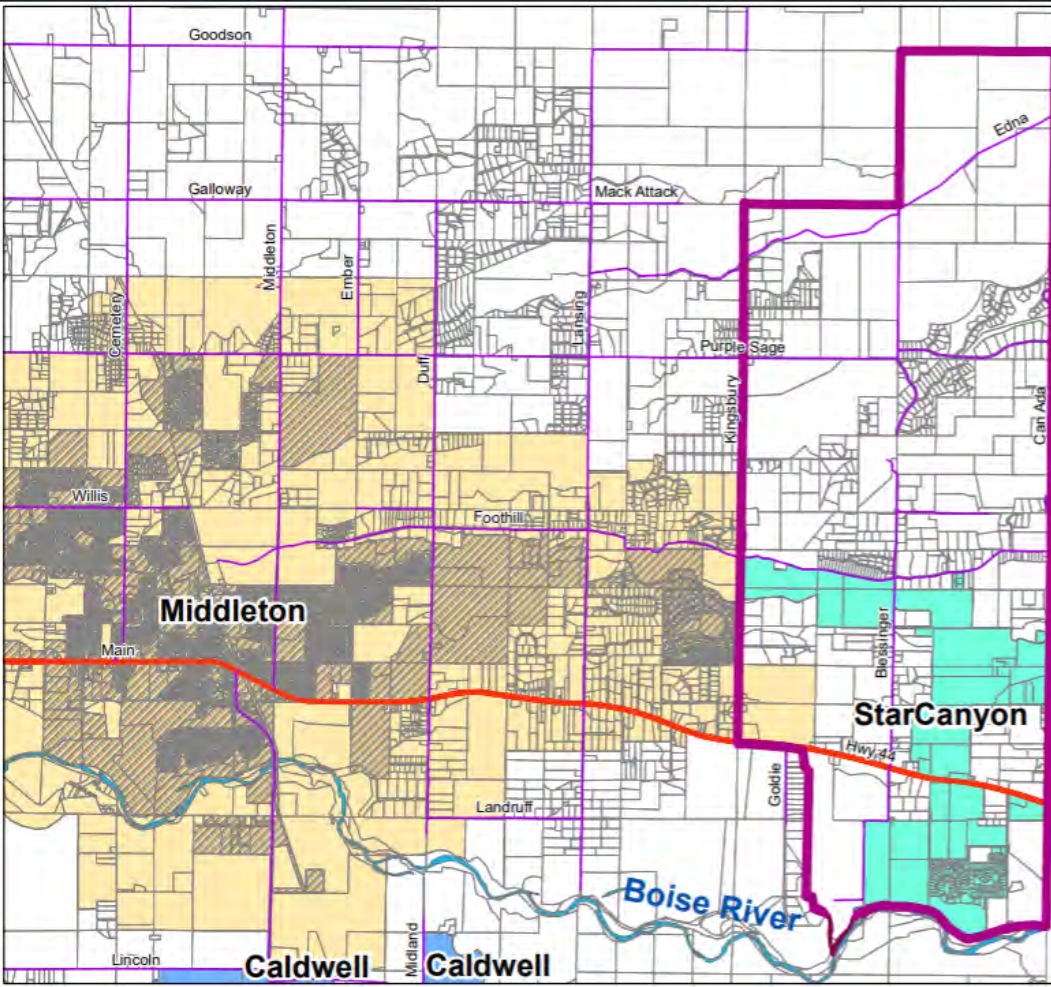 Goodson
Edna
Galloway
Mack Attack
Middleton
Ember
Cemetery
Lansing
Purple Sage
Duff
Kingsbury
Can Ada
Willis
Foothill
Middleton
Main
Blessinger
StarCanyon
Hwy 44
Goldie
Landruff
Boise River
Midland
Lincoln
Caldwell
Caldwell